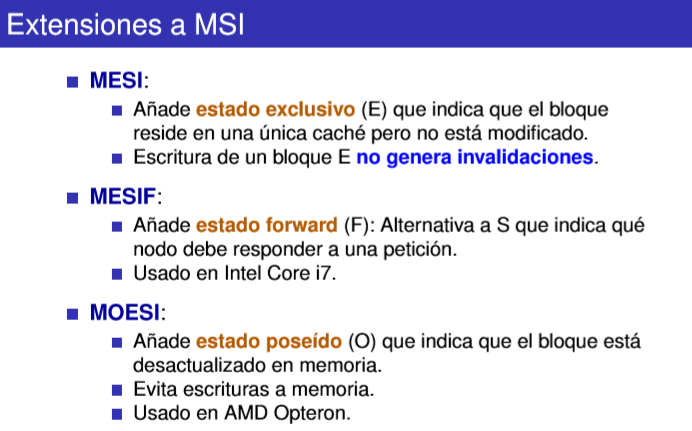 Extensiones a MSI
MESI:
Añade estado exclusivo (E) que indica que el bloque
reside en una única caché pero no está modificado.
Escritura de un bloque E no genera invalidaciones.
MESIF:
Añade estado forward (F): Alternativa a S que indica qué
nodo debe responder a una petición.
Usado en Intel Core i7.
MOESI:
Añade estado poseído (O) que indica que el bloque está
desactualizado en memoria.
Evita escrituras a memoria.
Usado en AMD Opteron.